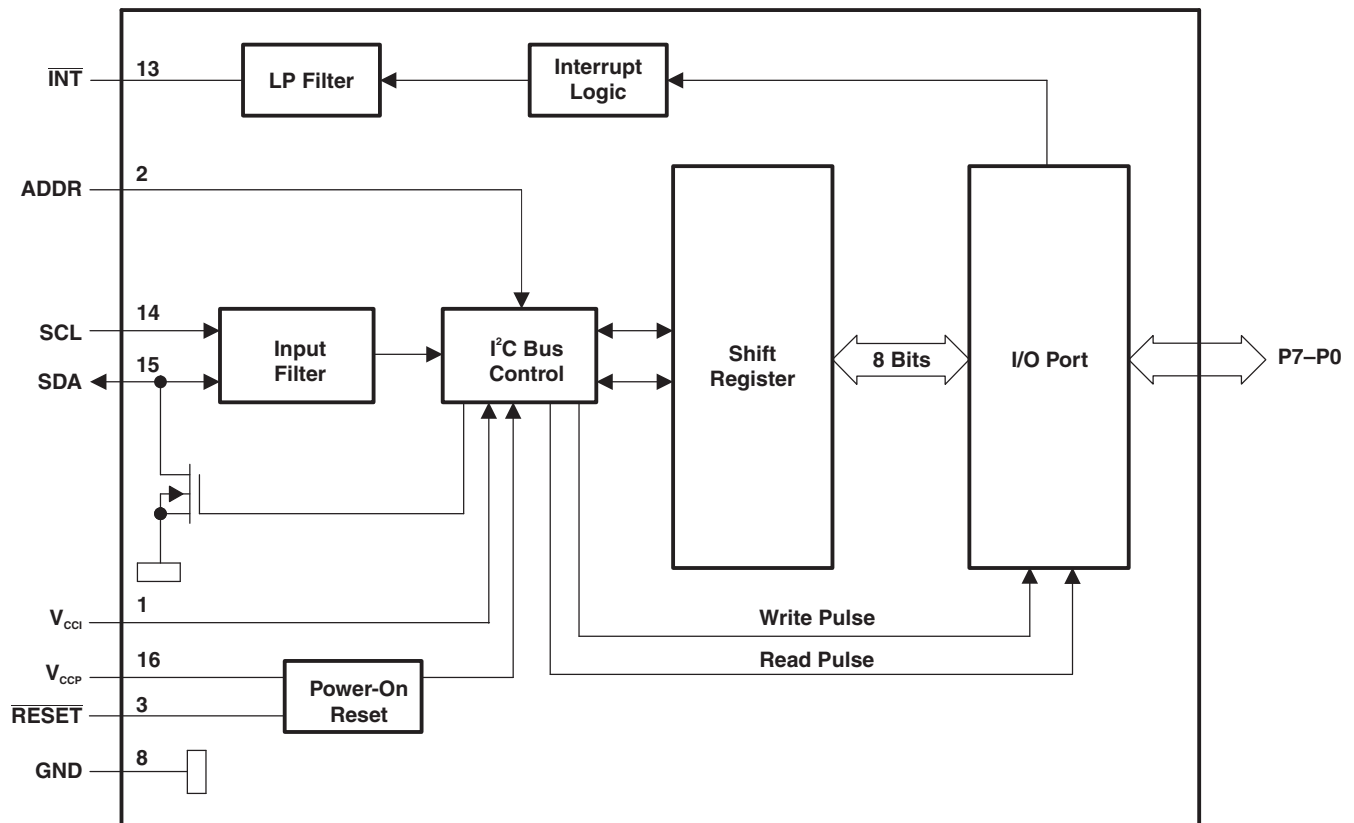 INT
13
LP Filter
Interrupt
Logic
ADDR
2
SCL
14
SDA
15
Input
Filter
I²C Bus
Control
Shift
Register
8 Bits
I/O Port
P7–P0
VCCI
1
Write Pulse
VCCP
16
Read Pulse
RESET
3
Power-On
Reset
GND
8